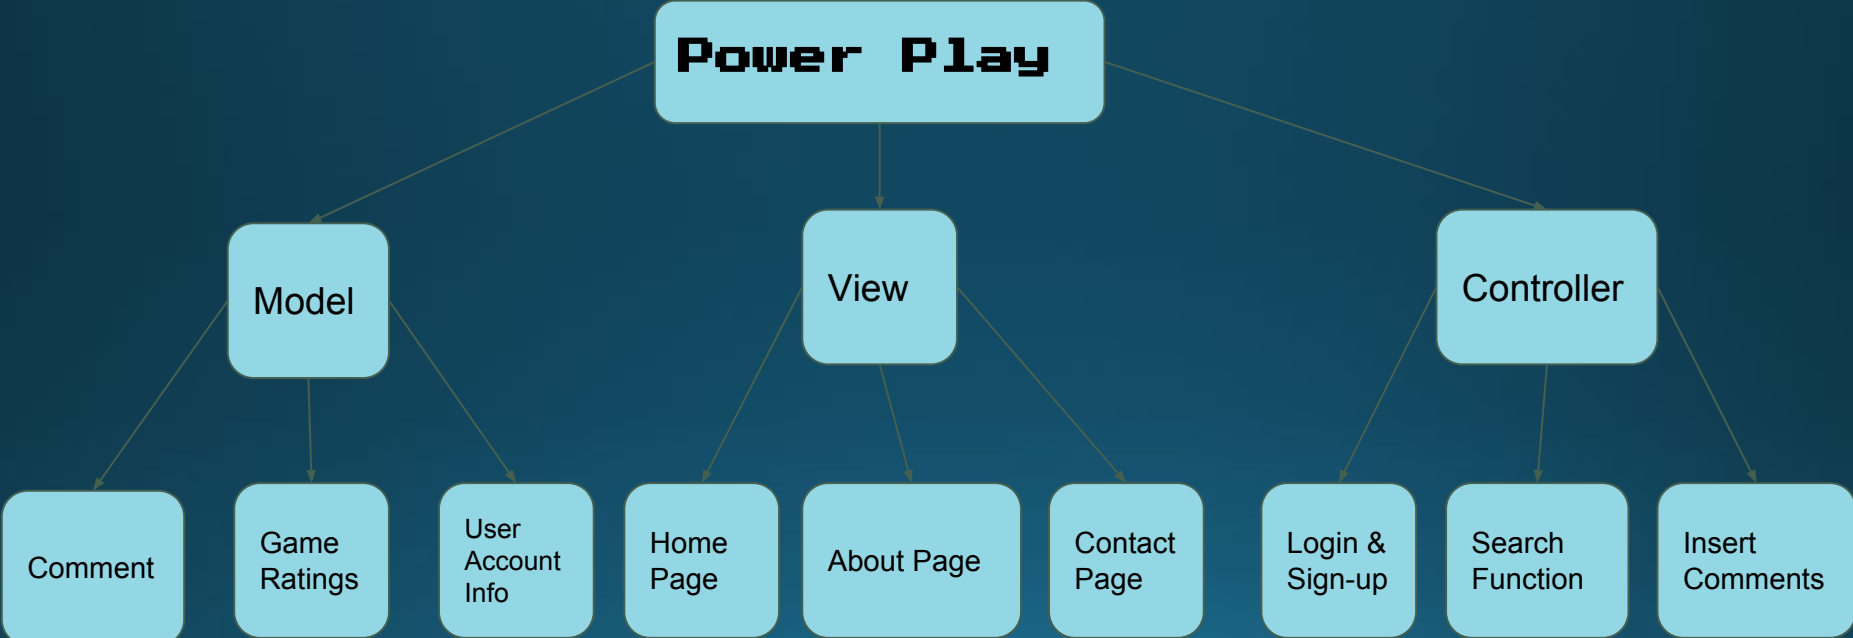 Power Play
Model
View
Controller
Comment
Game
Ratings
User
Account
Info
Home
Page
About Page
Contact
Page
Login &
Sign-up
Search
Function
Insert
Comments